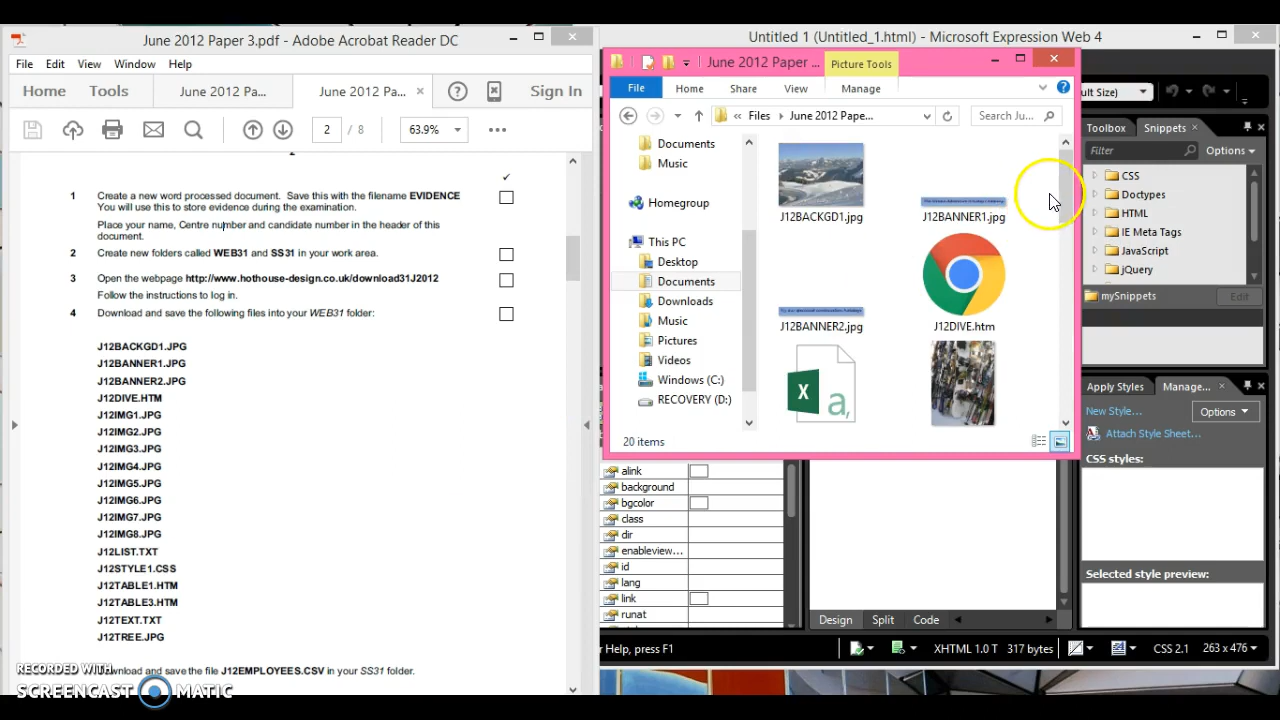 June 2012 Paper 3.pdf - Adobe Acrobat Reader DC
File Edit View Window Help
Home Tools June 2012 Pa... June 2012 Pa... × Sign In
2 / 8 63.9%
✓
1 Create a new word processed document. Save this with the filename EVIDENCE
You will use this to store evidence during the examination.
Place your name, Centre number and candidate number in the header of this
document.
2 Create new folders called WEB31 and SS31 in your work area.
3 Open the webpage http://www.hothouse-design.co.uk/download31J2012
Follow the instructions to log in.
4 Download and save the following files into your WEB31 folder:
J12BACKGD1.JPG
J12BANNER1.JPG
J12BANNER2.JPG
J12DIVE.HTM
J12IMG1.JPG
J12IMG2.JPG
J12IMG3.JPG
J12IMG4.JPG
J12IMG5.JPG
J12IMG6.JPG
J12IMG7.JPG
J12IMG8.JPG
J12LIST.TXT
J12STYLE1.CSS
J12TABLE1.HTM
J12TABLE3.HTM
J12TEXT.TXT
J12TREE.JPG
ownload and save the file J12EMPLOYEES.CSV in your SS31 folder.
RECORDED WITH
SCREENCAST MATIC
Untitled 1 (Untitled_1.html) - Microsoft Expression Web 4
June 2012 Paper ... Picture Tools
File Home Share View Manage
Files June 2012 Pape... Search Ju...
Documents
Music
Homegroup
This PC
Desktop
Documents
Downloads
Music
Pictures
Videos
Windows (C:)
RECOVERY (D:)
J12BACKGD1.jpg J12BANNER1.jpg
J12BANNER2.jpg J12DIVE.htm
X a,
20 items
alink
background
bgcolor
class
dir
enableview...
id
lang
link
runat
Design Split Code
r Help, press F1 XHTML 1.0 T 317 bytes CSS 2.1 263 x 476
ult Size)
Toolbox Snippets ×
Filter Options
CSS
Doctypes
HTML
IE Meta Tags
JavaScript
jQuery
mySnippets Edit
Apply Styles Manage... ×
New Style... Options
Attach Style Sheet...
CSS styles:
Selected style preview: